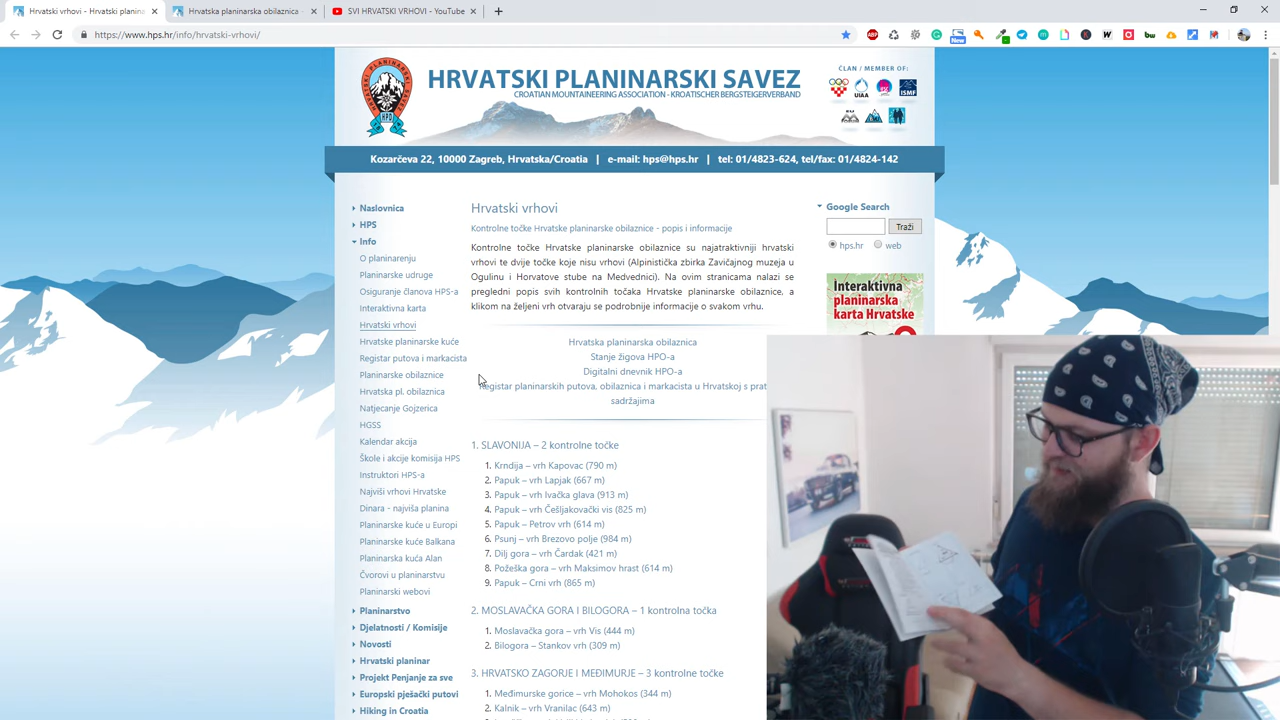 Hrvatski vrhovi - hps.hr
Hrvatska planinarska obilaznica
SVI HRVATSKI VRHOVI - YouTube
https://www.hps.hr/info/hrvatski-vrhovi/
HRVATSKI PLANINARSKI SAVEZ
CROATIAN MOUNTAINEERING ASSOCIATION - KROATISCHER BERGSTEIGERVERBAND
ČLAN / MEMBER OF:
UIAA
ISMF
Kozarčeva 22, 10000 Zagreb, Hrvatska/Croatia | e-mail: hps@hps.hr | tel: 01/4823-624, tel/fax: 01/4824-142
Naslovnica
HPS
Info
O planinarenju
Planinarske udruge
Osiguranje članova HPS-a
Interaktivna karta
Hrvatski vrhovi
Hrvatske planinarske kuće
Registar putova i markacista
Planinarske obilaznice
Hrvatska pl. obilaznica
Natjecanje Gojzerica
HGSS
Kalendar akcija
Škole i akcije komisija HPS
Instruktori HPS-a
Najviši vrhovi Hrvatske
Dinara - najviša planina
Planinarske kuće u Europi
Planinarske kuće Balkana
Planinarska kuća Alan
Čvorovi u planinarstvu
Planinarski webovi
Planinarstvo
Djelatnosti / Komisije
Novosti
Hrvatski planinar
Projekt Penjanje za sve
Europski pješački putovi
Hiking in Croatia
Hrvatski vrhovi
Kontrolne točke Hrvatske planinarske obilaznice - popis i informacije
Kontrolne točke Hrvatske planinarske obilaznice su najatraktivniji hrvatski
vrhovi te dvije točke koje nisu vrhovi (Alpinistička zbirka Zavičajnog muzeja u
Ogulinu i Horvatove stube na Medvednici). Na ovim stranicama nalazi se
pregledni popis svih kontrolnih točaka Hrvatske planinarske obilaznice, a
klikom na željeni vrh otvaraju se podrobnije informacije o svakom vrhu.
Hrvatska planinarska obilaznica
Stanje žigova HPO-a
Digitalni dnevnik HPO-a
Registar planinarskih putova, obilaznica i markacista u Hrvatskoj s prat
sadržajima
1. SLAVONIJA – 2 kontrolne točke
1. Krndija – vrh Kapovac (790 m)
2. Papuk – vrh Lapjak (667 m)
3. Papuk – vrh Ivačka glava (913 m)
4. Papuk – vrh Češljakovački vis (825 m)
5. Papuk – Petrov vrh (614 m)
6. Psunj – vrh Brezovo polje (984 m)
7. Dilj gora – vrh Čardak (421 m)
8. Požeška gora – vrh Maksimov hrast (614 m)
9. Papuk – Crni vrh (865 m)
2. MOSLAVAČKA GORA I BILOGORA – 1 kontrolna točka
1. Moslavačka gora – vrh Vis (444 m)
2. Bilogora – Stankov vrh (309 m)
3. HRVATSKO ZAGORJE I MEĐIMURJE – 3 kontrolne točke
1. Međimurske gorice – vrh Mohokos (344 m)
2. Kalnik – vrh Vranilac (643 m)
Google Search
Traži
hps.hr
web
Interaktivna
planinarska
karta Hrvatske